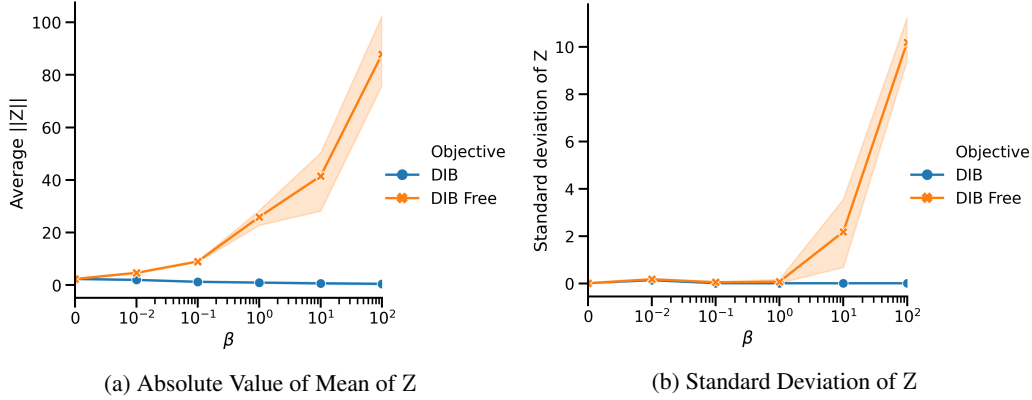 Average ||Z||
100
80
60
40
20
0
0
10⁻²
10⁻¹
10⁰
10¹
10²
β
Objective
DIB
DIB Free
(a) Absolute Value of Mean of Z
Standard deviation of Z
10
8
6
4
2
0
0
10⁻²
10⁻¹
10⁰
10¹
10²
β
Objective
DIB
DIB Free
(b) Standard Deviation of Z